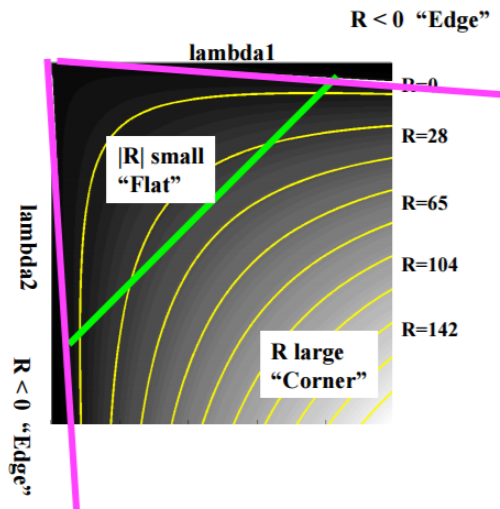 R < 0 “Edge”
lambda1
R=0
|R| small
“Flat”
R=28
lambda2
R=65
R=104
R=142
R large
“Corner”
R < 0 “Edge”